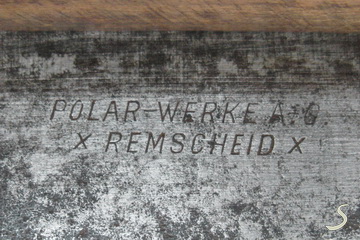 POLAR-WERKE A-G
x REMSCHEID x
S